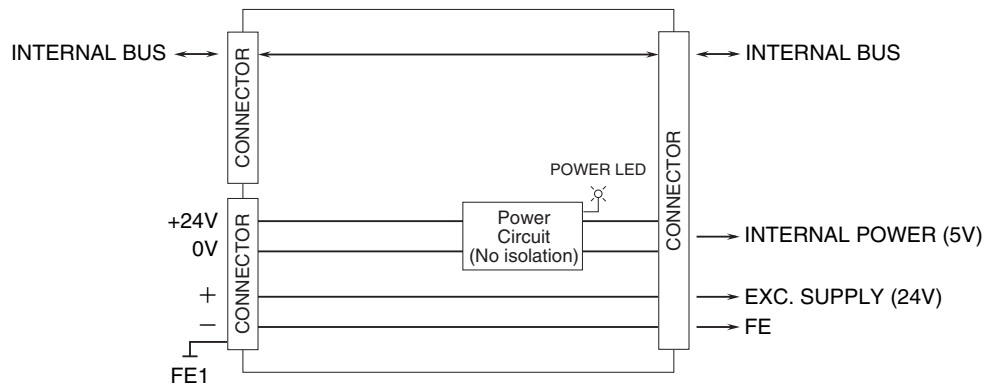 INTERNAL BUS
CONNECTOR
CONNECTOR
INTERNAL BUS
POWER LED
+24V
0V
CONNECTOR
Power
Circuit
(No isolation)
INTERNAL POWER (5V)
+
EXC. SUPPLY (24V)
−
FE
FE1